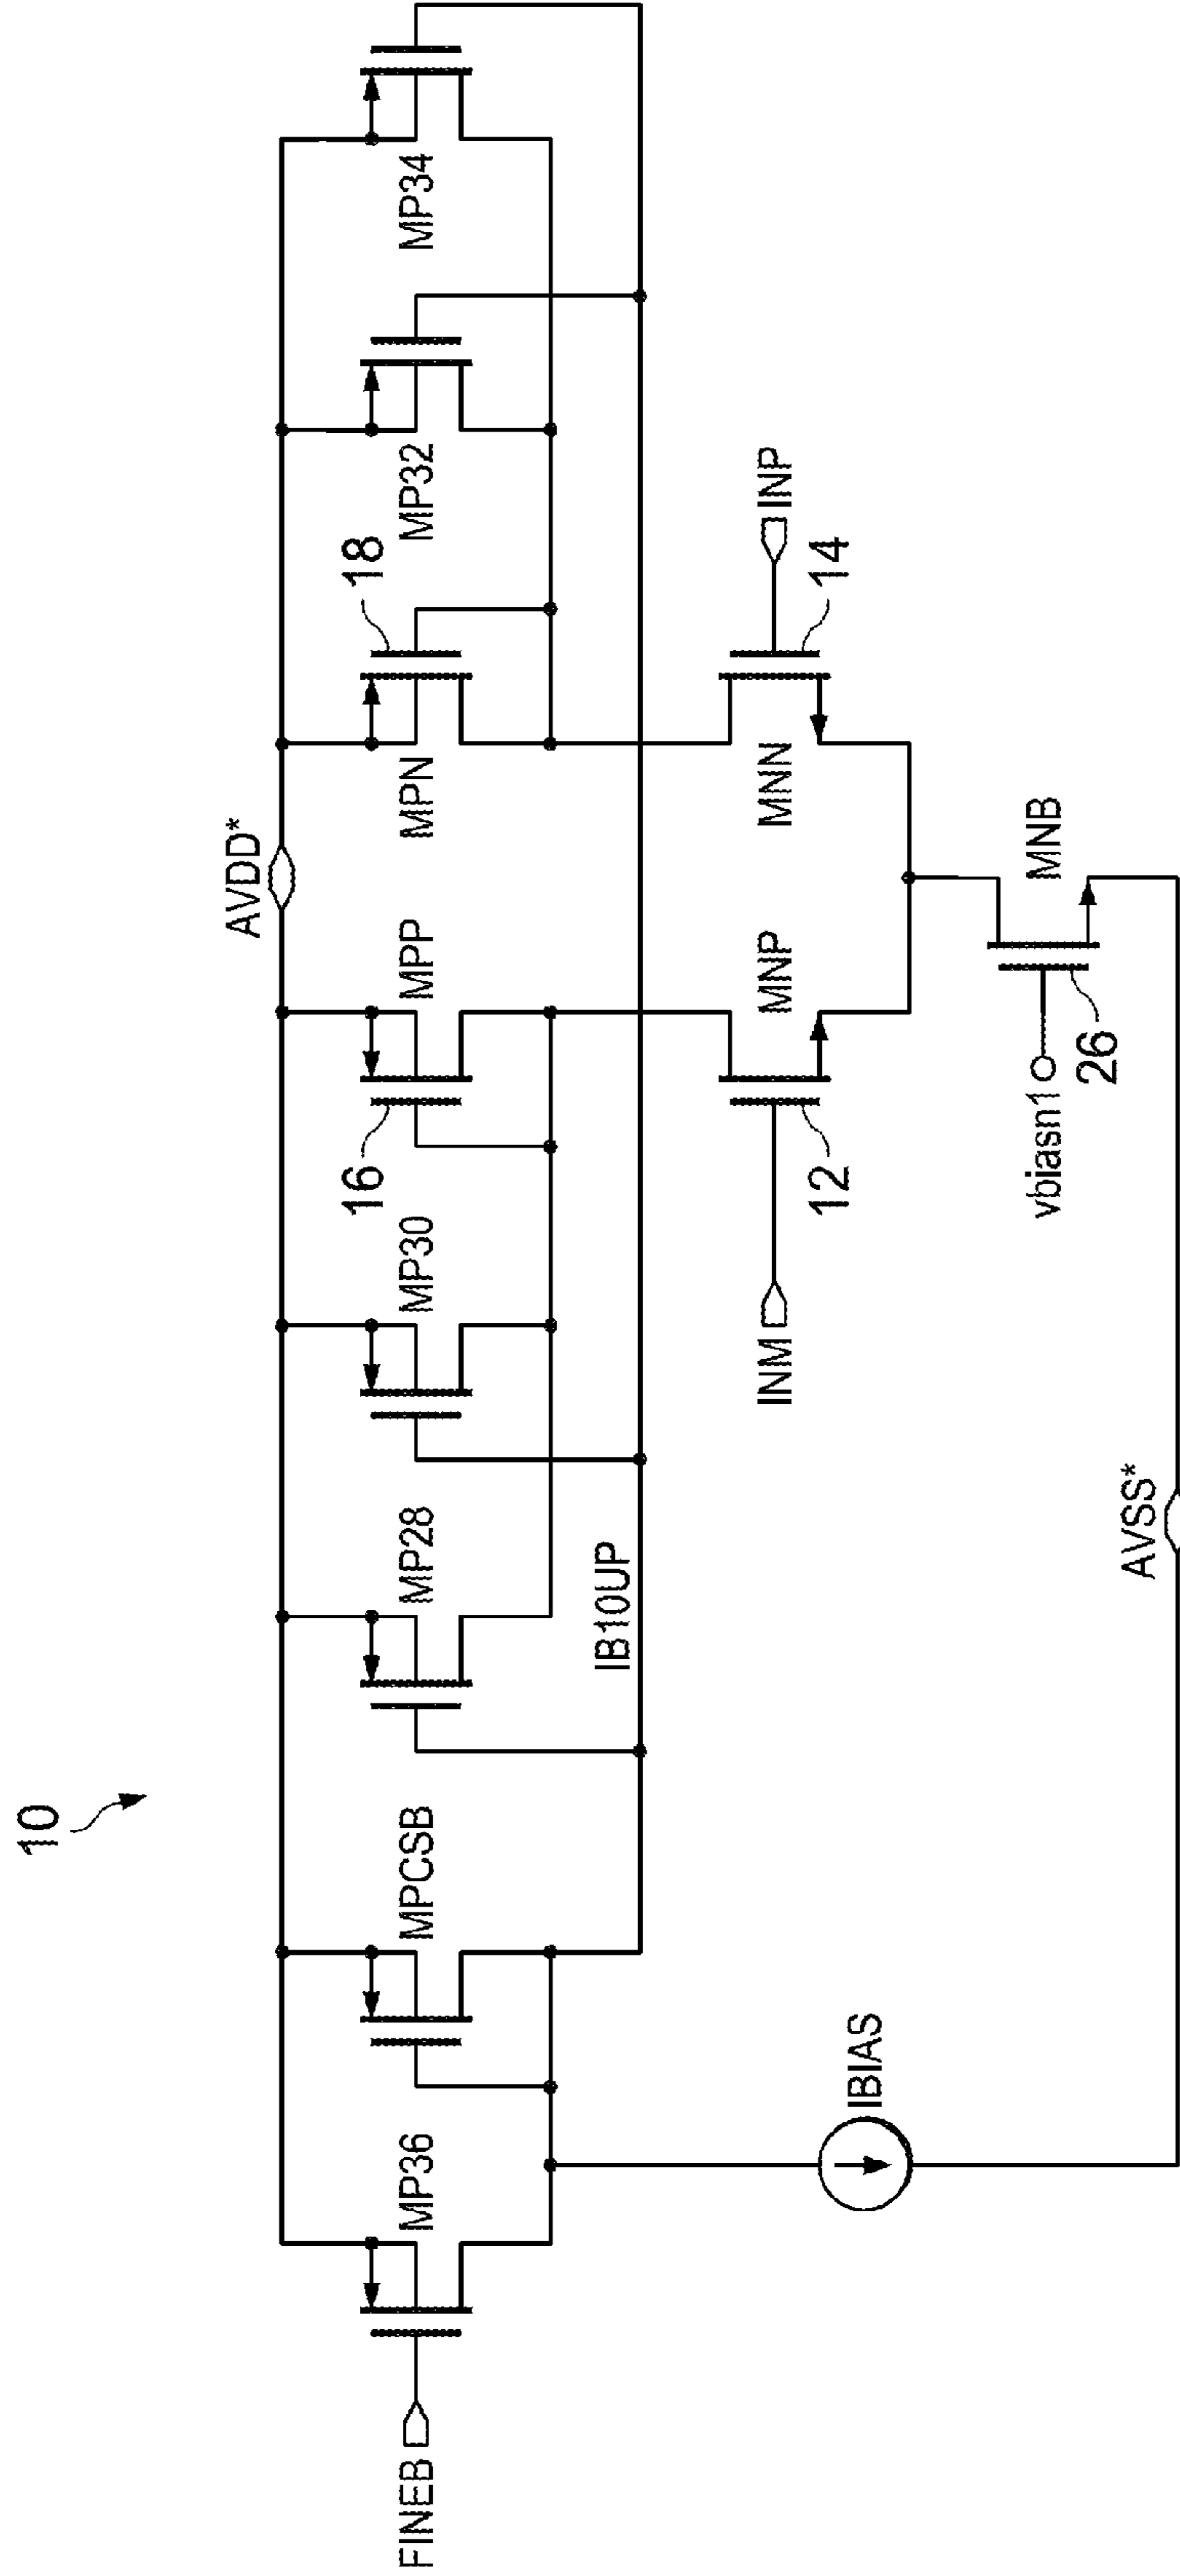 10
AVDD*
FINEB
MP36
MPCSB
MP28
MP30
MPP
MPN
MP32
MP34
16
18
IB10UP
INM
MNP
MNN
INP
12
14
IBIAS
vbiasn1
MNB
26
AVSS*